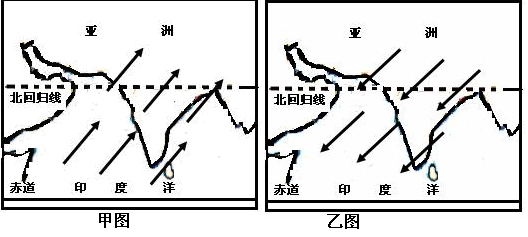 亚 洲
北回归线
赤道 印 度 洋
甲图
亚 洲
北回归线
赤道 印 度 洋
乙图